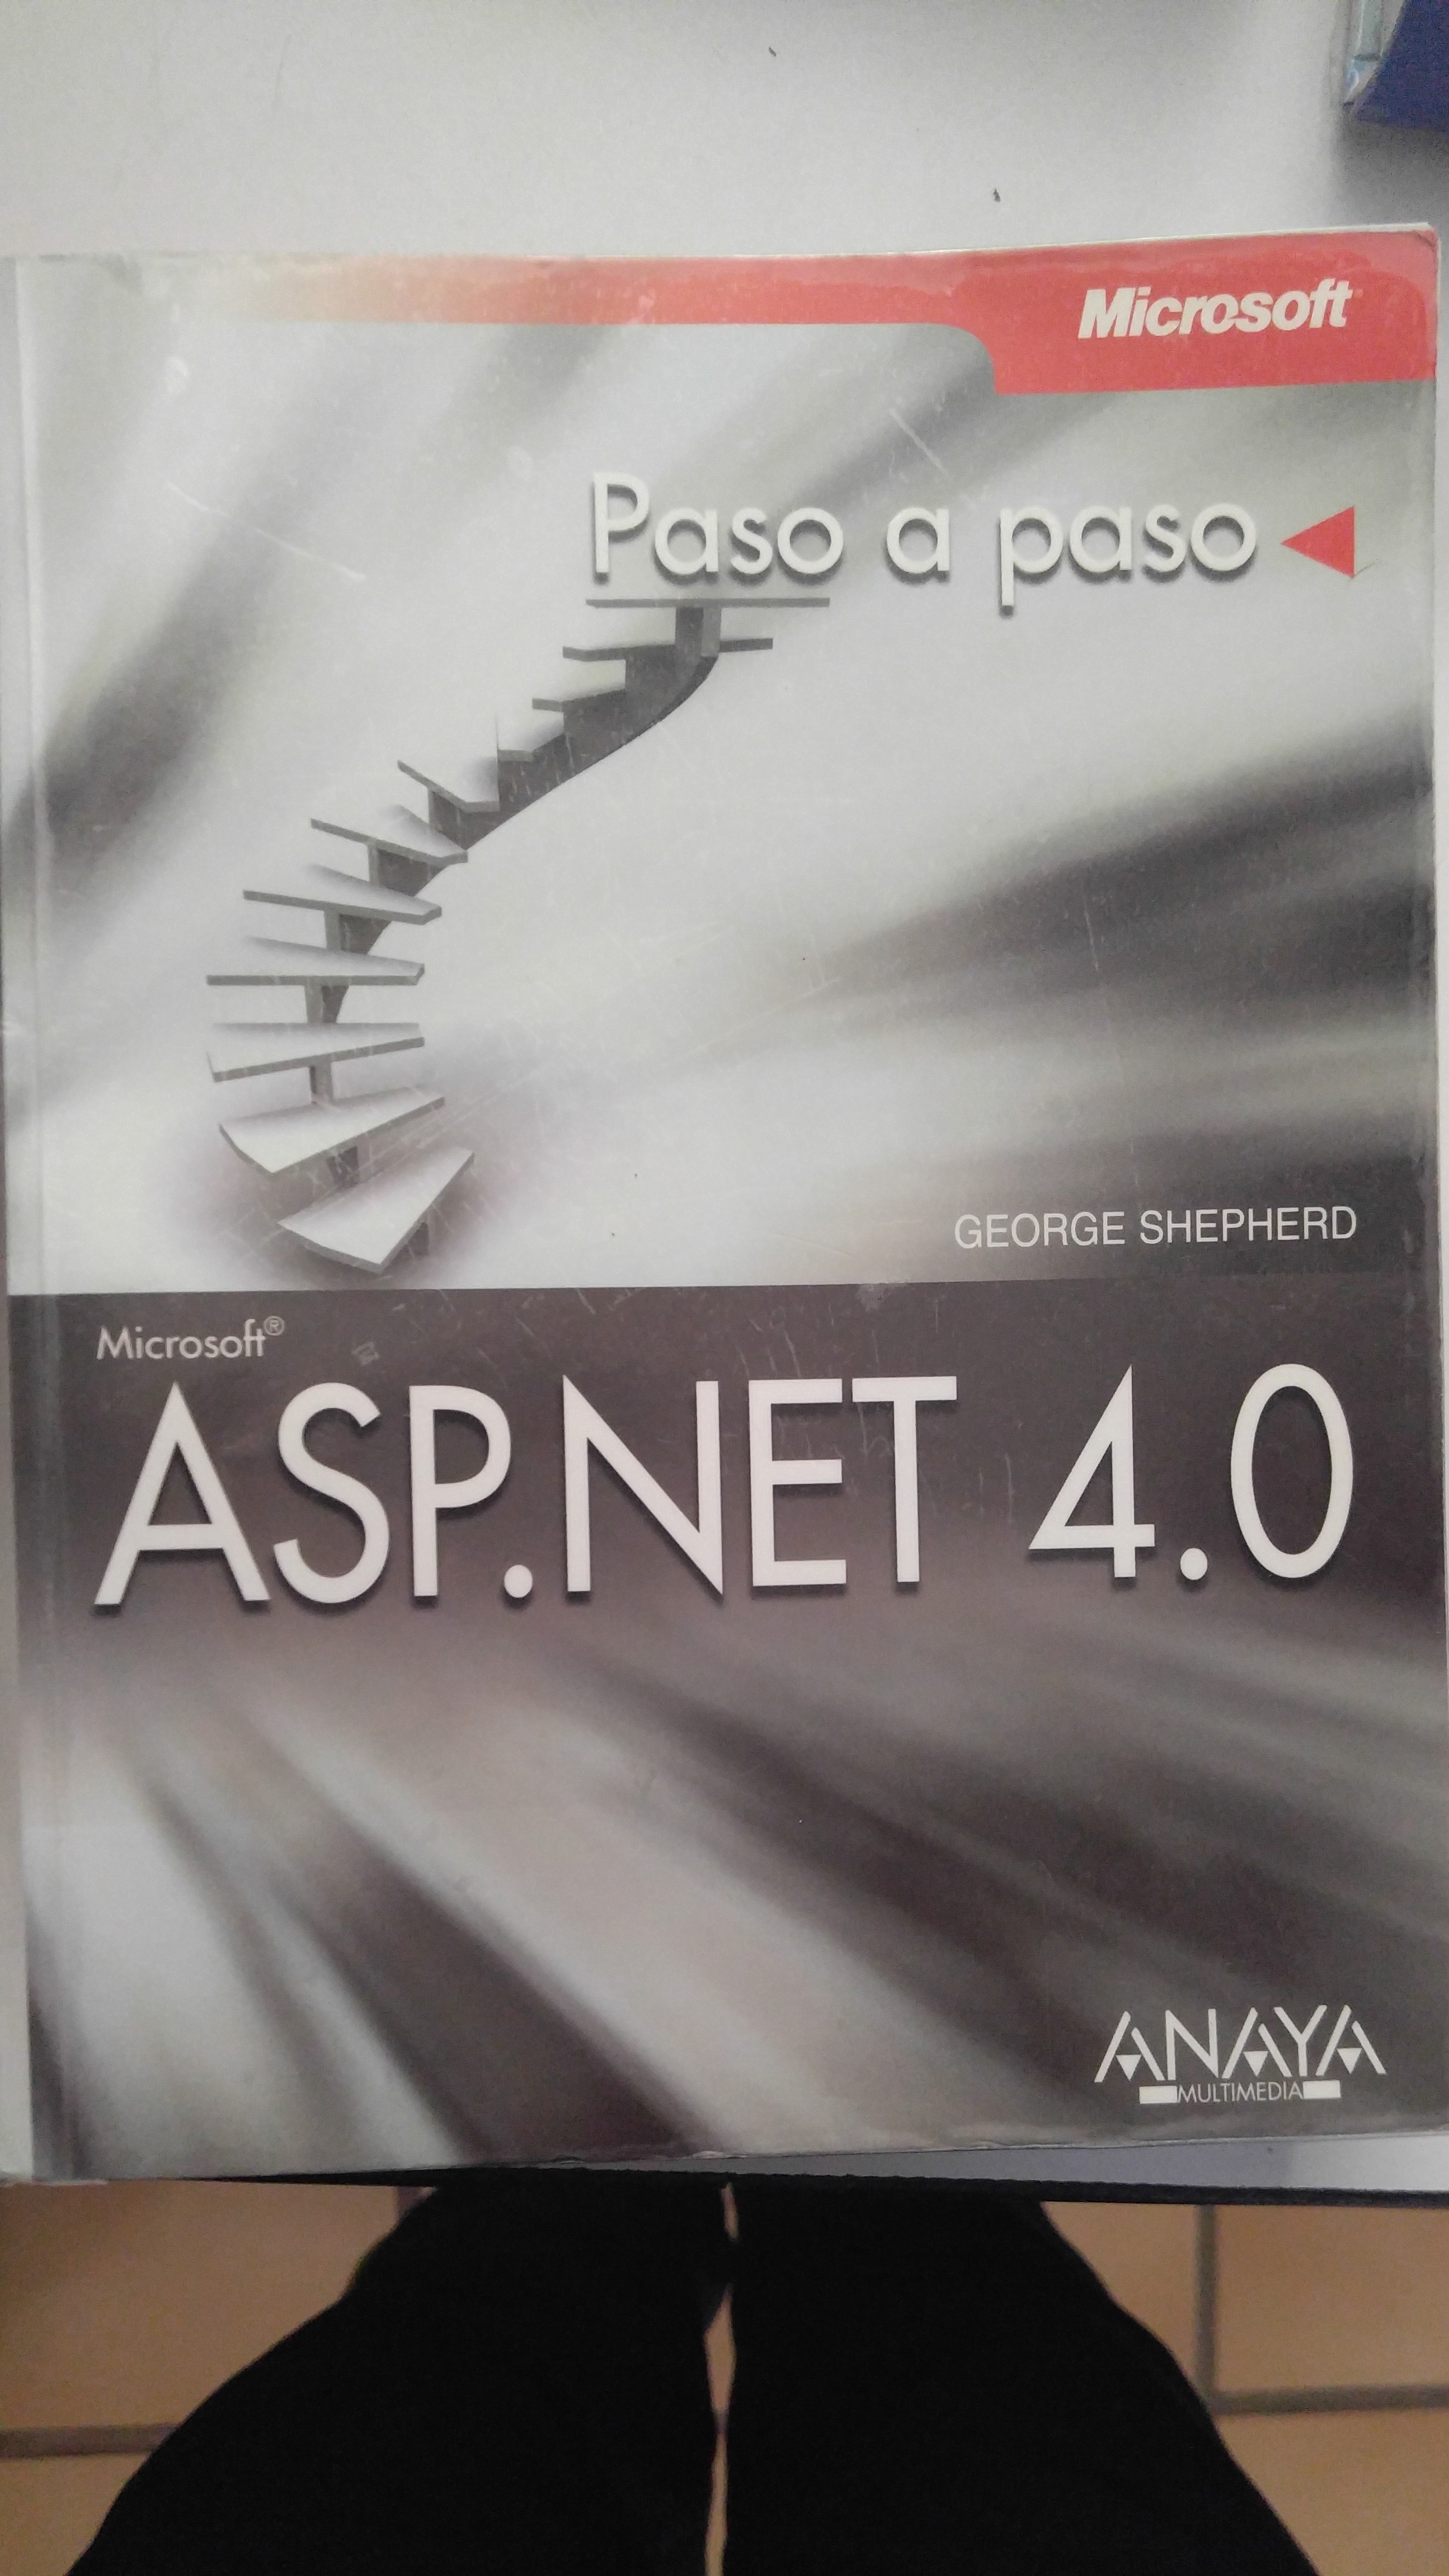 Microsoft
Paso a paso
GEORGE SHEPHERD
Microsoft®
ASP.NET 4.0
ANAYA
MULTIMEDIA